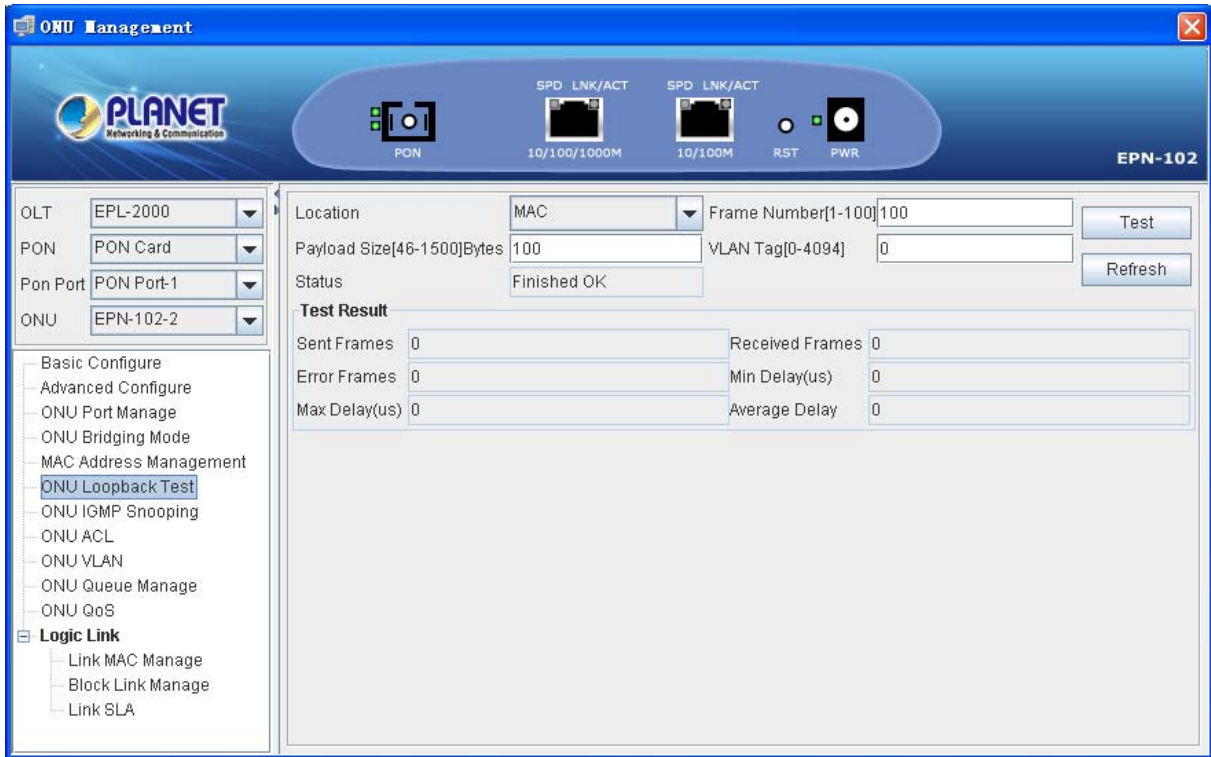 ONU Management
PLANET
Networking & Communication
SPD LNK/ACT SPD LNK/ACT
PON 10/100/1000M 10/100M RST PWR
EPN-102
OLT EPL-2000
PON PON Card
Pon Port PON Port-1
ONU EPN-102-2
Basic Configure
Advanced Configure
ONU Port Manage
ONU Bridging Mode
MAC Address Management
ONU Loopback Test
ONU IGMP Snooping
ONU ACL
ONU VLAN
ONU Queue Manage
ONU QoS
Logic Link
Link MAC Manage
Block Link Manage
Link SLA
Location MAC Frame Number[1-100] 100 Test
Payload Size[46-1500]Bytes 100 VLAN Tag[0-4094] 0
Status Finished OK Refresh
Test Result
Sent Frames 0 Received Frames 0
Error Frames 0 Min Delay(us) 0
Max Delay(us) 0 Average Delay 0